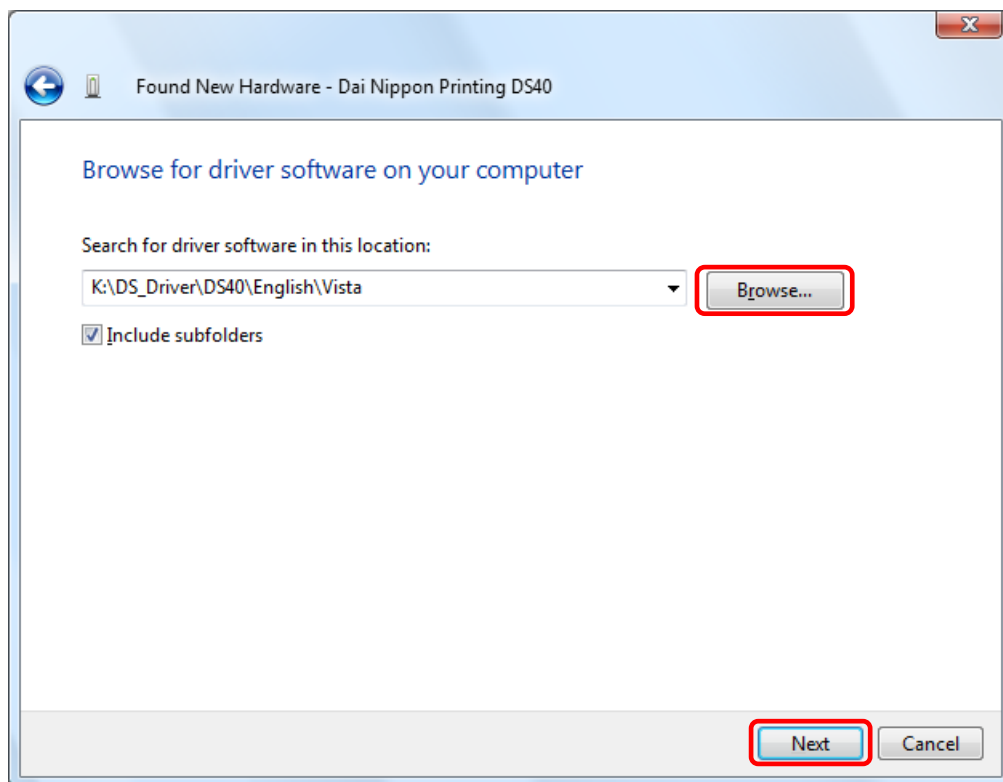 Found New Hardware - Dai Nippon Printing DS40
Browse for driver software on your computer
Search for driver software in this location:
K:\DS_Driver\DS40\English\Vista
Browse...
Include subfolders
Next
Cancel